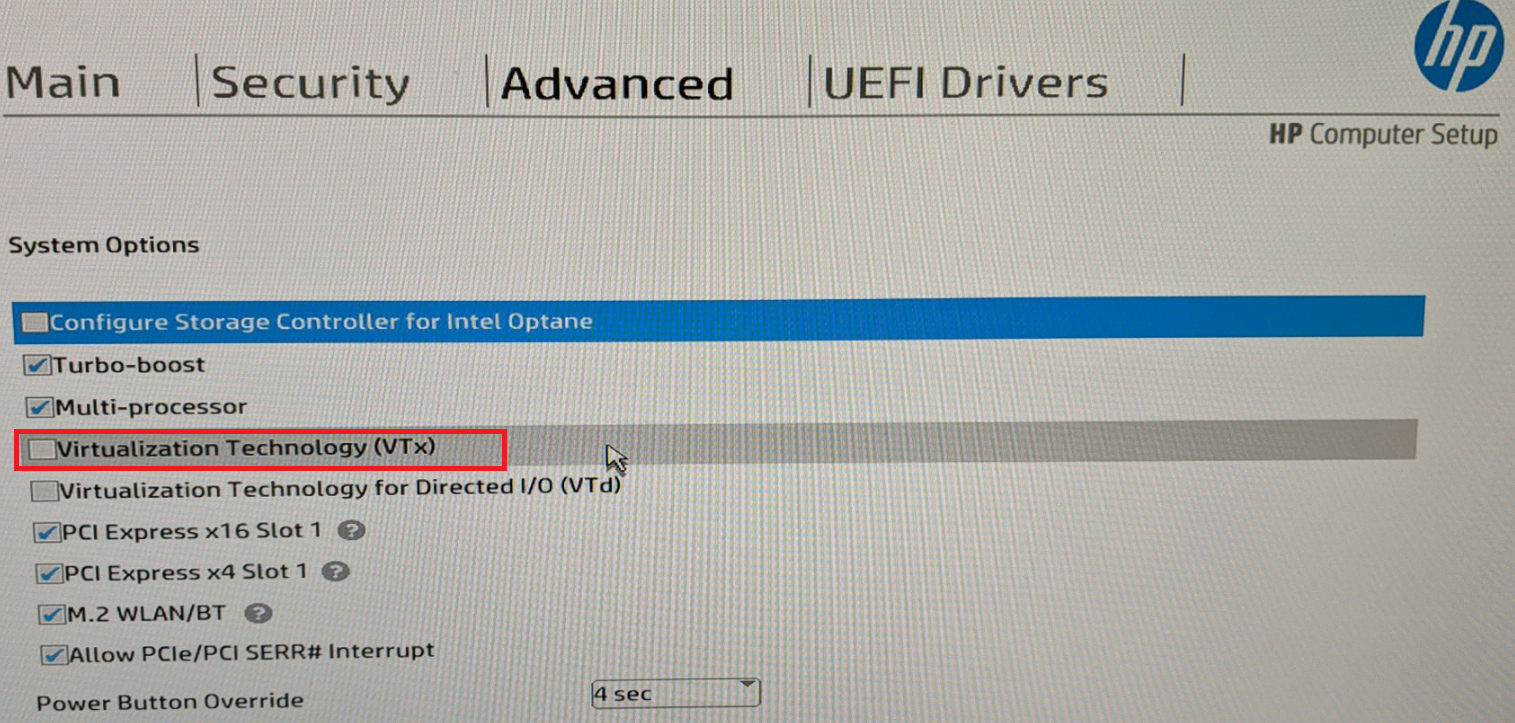 hp
Main
Security
Advanced
UEFI Drivers
HP Computer Setup
System Options
Configure Storage Controller for Intel Optane
Turbo-boost
Multi-processor
Virtualization Technology (VTx)
Virtualization Technology for Directed I/O (VTd)
PCI Express x16 Slot 1 ?
PCI Express x4 Slot 1 ?
M.2 WLAN/BT ?
Allow PCIe/PCI SERR# Interrupt
Power Button Override 4 sec